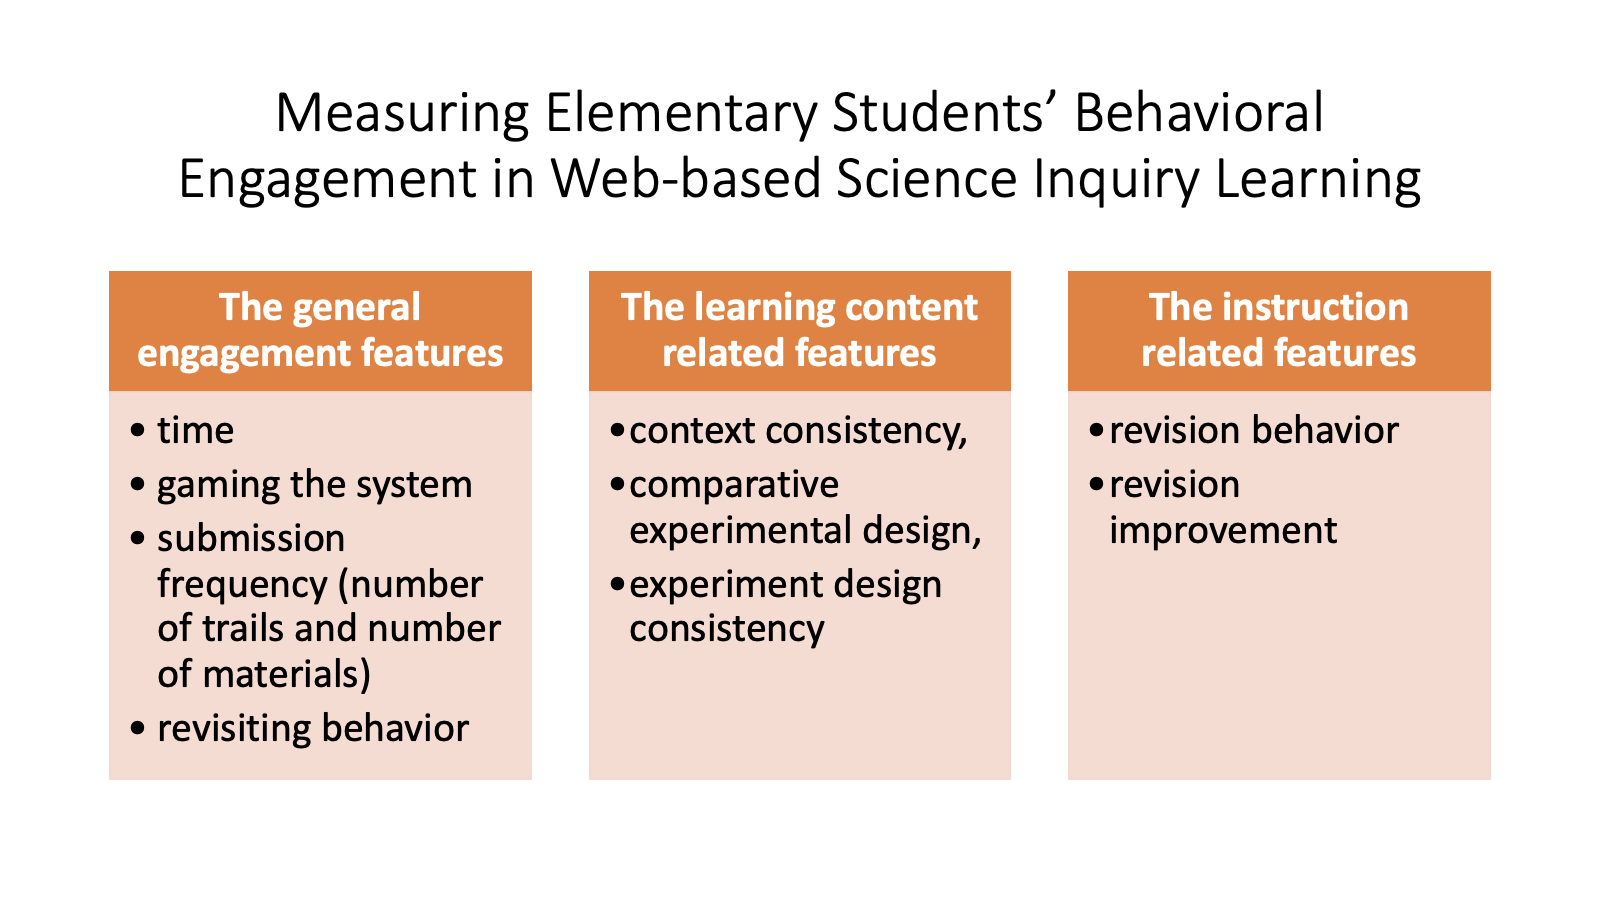 Measuring Elementary Students’ Behavioral
Engagement in Web-based Science Inquiry Learning
The general
engagement features
• time
• gaming the system
• submission
frequency (number
of trails and number
of materials)
• revisiting behavior
The learning content
related features
•context consistency,
•comparative
experimental design,
•experiment design
consistency
The instruction
related features
•revision behavior
•revision
improvement